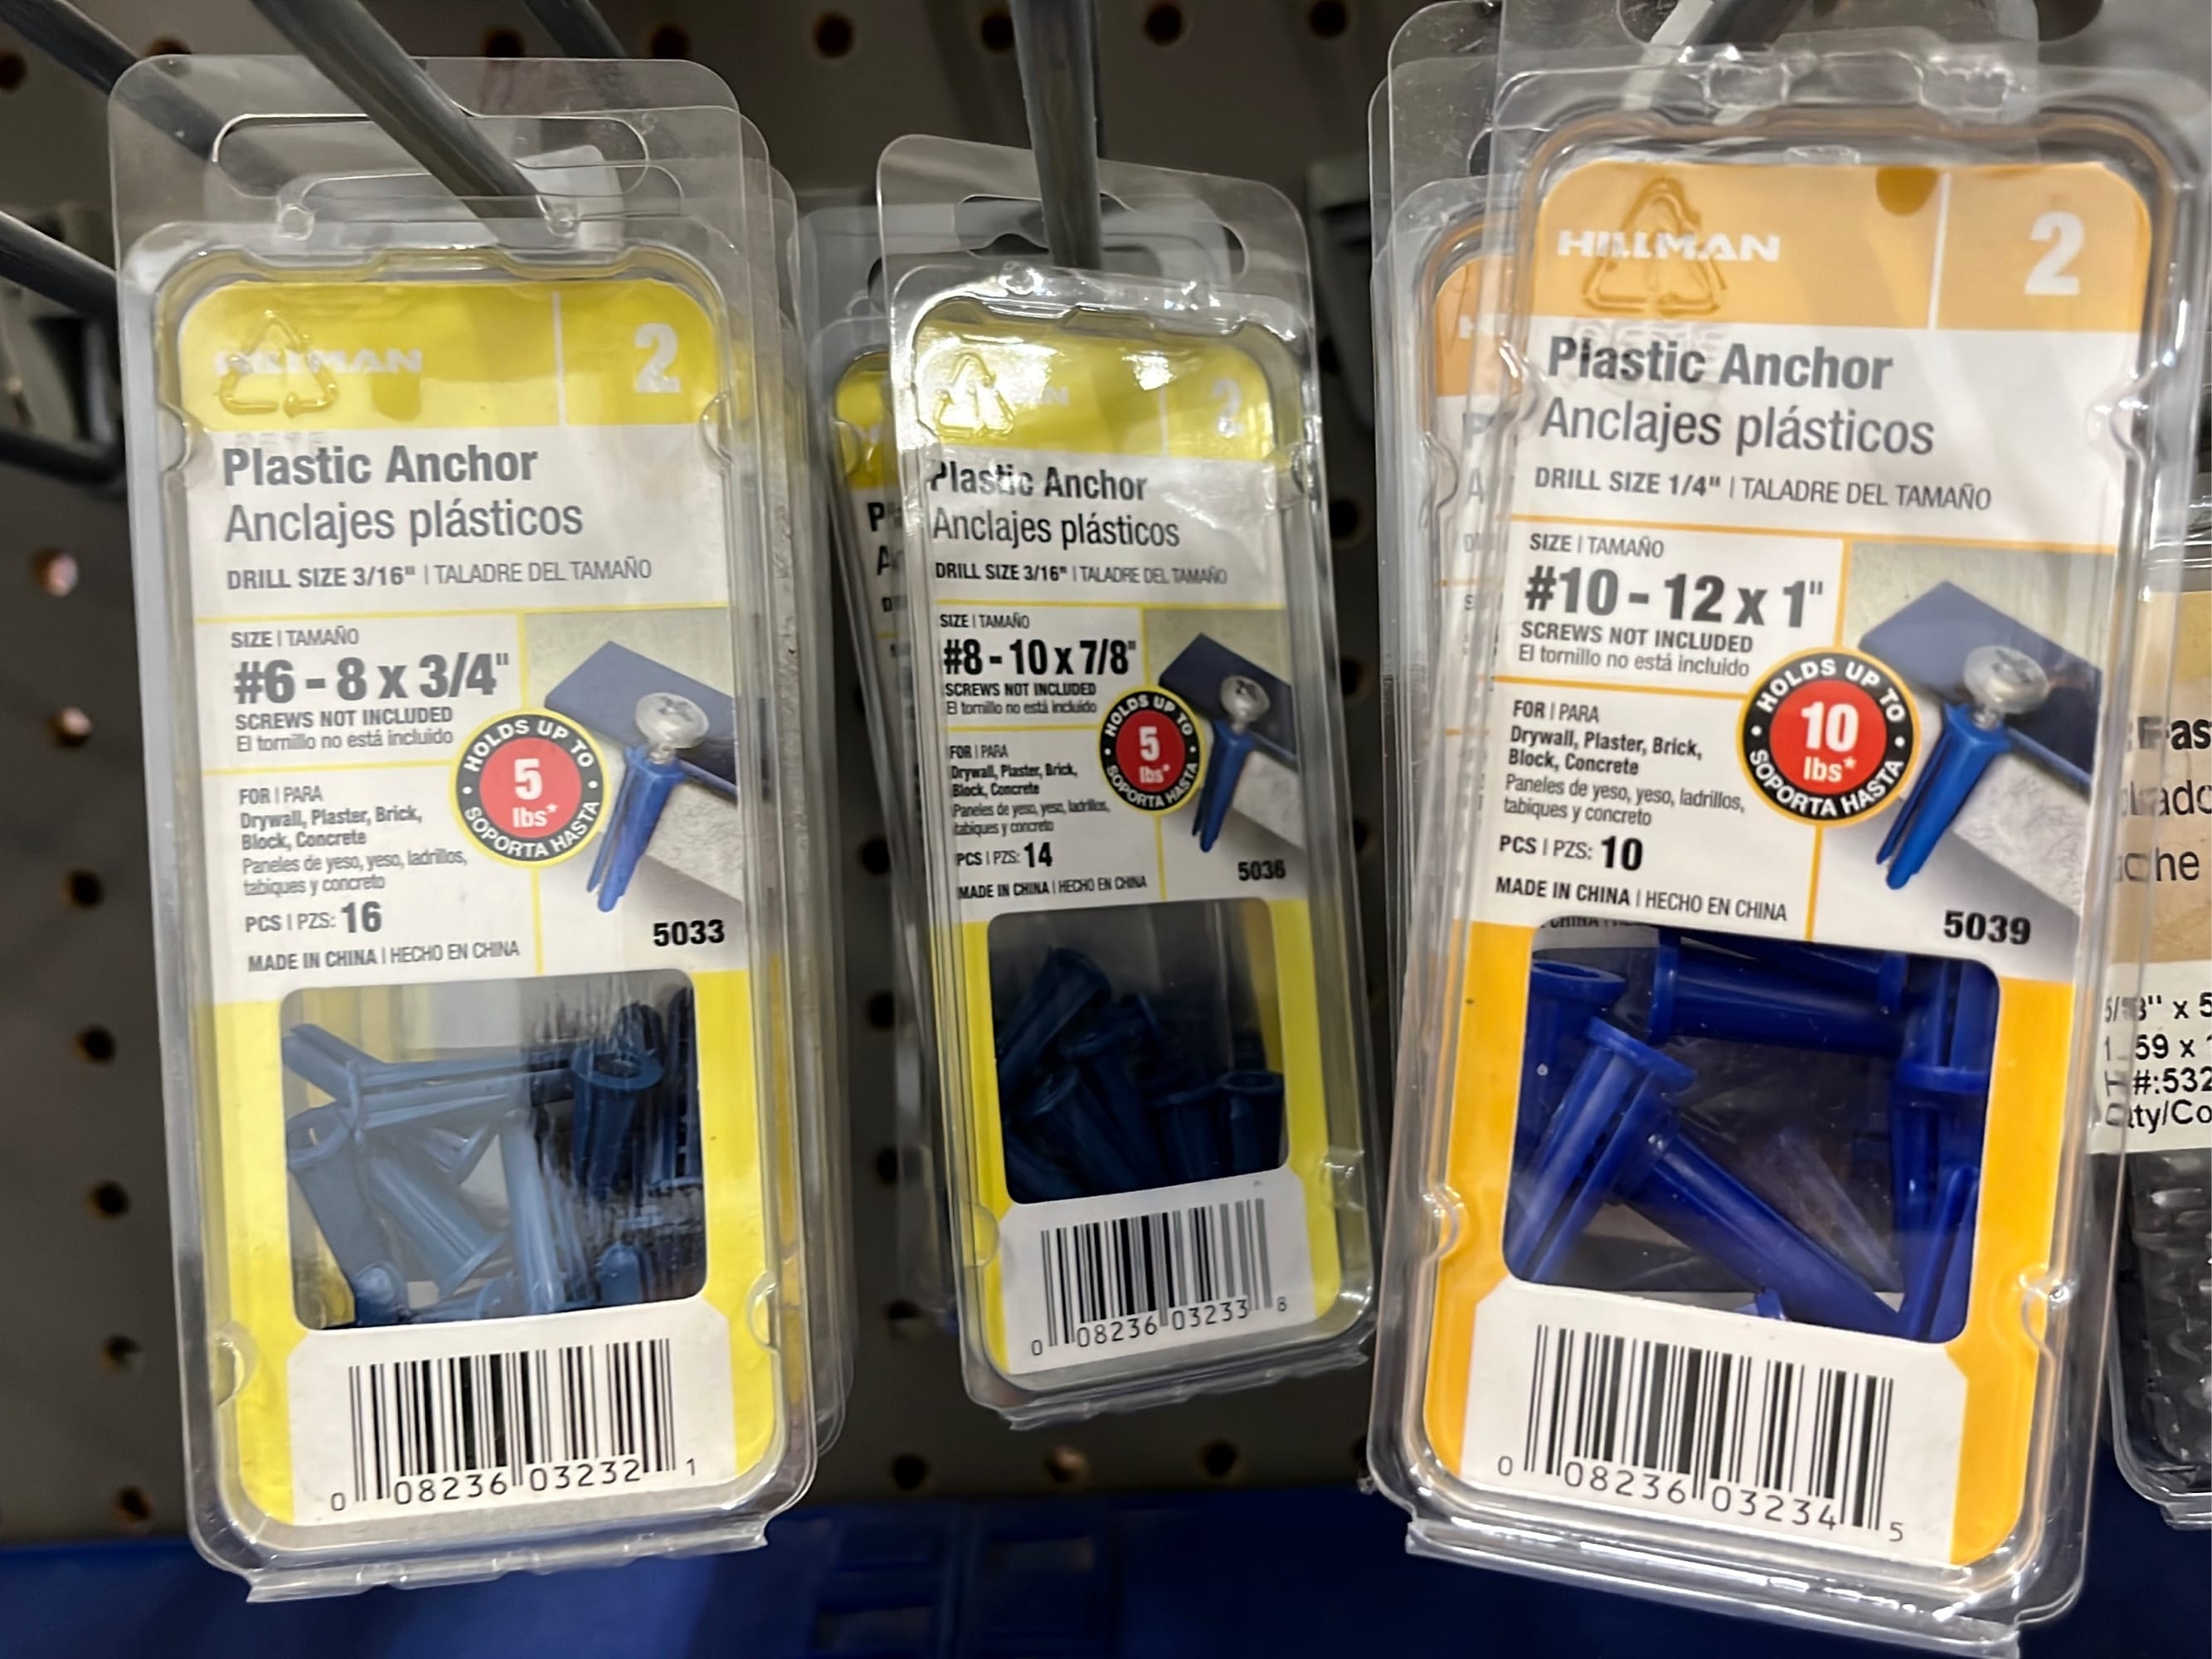 HILLMAN
2
Plastic Anchor
Anclajes plásticos
DRILL SIZE 3/16" | TALADRE DEL TAMAÑO
SIZE | TAMAÑO
#6 - 8 x 3/4"
SCREWS NOT INCLUDED
El tornillo no está incluido
HOLDS UP TO
5
lbs*
SOPORTA HASTA
FOR | PARA
Drywall, Plaster, Brick,
Block, Concrete
Paneles de yeso, yeso, ladrillos,
tabiques y concreto
PCS | PZS: 16
MADE IN CHINA | HECHO EN CHINA
5033
0 08236 03232 1
2
Plastic Anchor
Anclajes plásticos
DRILL SIZE 3/16" | TALADRE DEL TAMAÑO
SIZE | TAMAÑO
#8 - 10 x 7/8"
SCREWS NOT INCLUDED
El tornillo no está incluido
HOLDS UP TO
5
lbs*
SOPORTA HASTA
FOR | PARA
Drywall, Plaster, Brick,
Block, Concrete
Paneles de yeso, yeso, ladrillos,
tabiques y concreto
PCS | PZS: 14
MADE IN CHINA | HECHO EN CHINA
5036
0 08236 03233 8
HILLMAN
2
Plastic Anchor
Anclajes plásticos
DRILL SIZE 1/4" | TALADRE DEL TAMAÑO
SIZE | TAMAÑO
#10 - 12 x 1"
SCREWS NOT INCLUDED
El tornillo no está incluido
HOLDS UP TO
10
lbs*
SOPORTA HASTA
FOR | PARA
Drywall, Plaster, Brick,
Block, Concrete
Paneles de yeso, yeso, ladrillos,
tabiques y concreto
PCS | PZS: 10
MADE IN CHINA | HECHO EN CHINA
5039
0 08236 03234 5